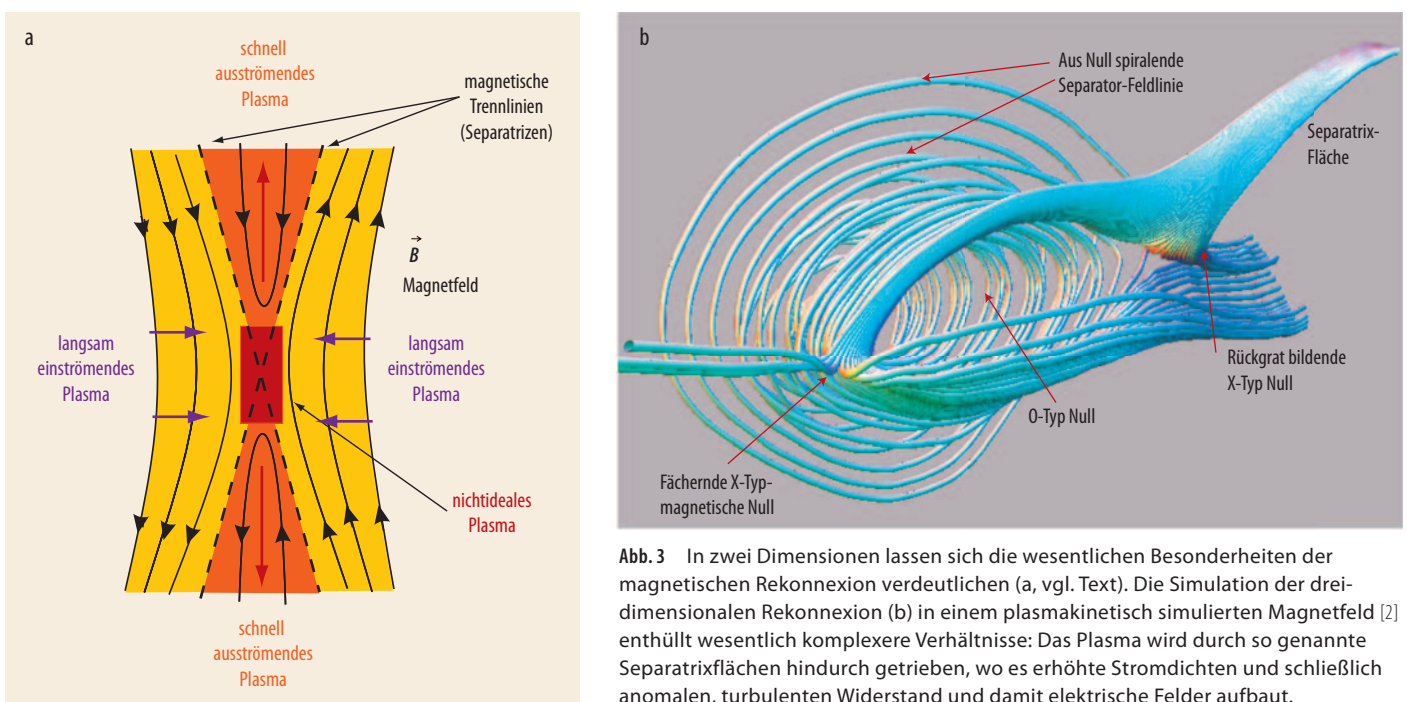 a
schnell
ausströmendes
Plasma
magnetische
Trennlinien
(Separatrizen)
B
Magnetfeld
langsam
einströmendes
Plasma
langsam
einströmendes
Plasma
nichtideales
Plasma
schnell
ausströmendes
Plasma
b
Aus Null spiralende
Separator-Feldlinie
Separatrix-
Fläche
Rückgrat bildende
X-Typ Null
O-Typ Null
Fächernde X-Typ-
magnetische Null
Abb. 3 In zwei Dimensionen lassen sich die wesentlichen Besonderheiten der
magnetischen Rekonnexion verdeutlichen (a, vgl. Text). Die Simulation der drei-
dimensionalen Rekonnexion (b) in einem plasmakinetisch simulierten Magnetfeld [2]
enthüllt wesentlich komplexere Verhältnisse: Das Plasma wird durch so genannte
Separatrixflächen hindurch getrieben, wo es erhöhte Stromdichten und schließlich
anomalen, turbulenten Widerstand und damit elektrische Felder aufbaut.